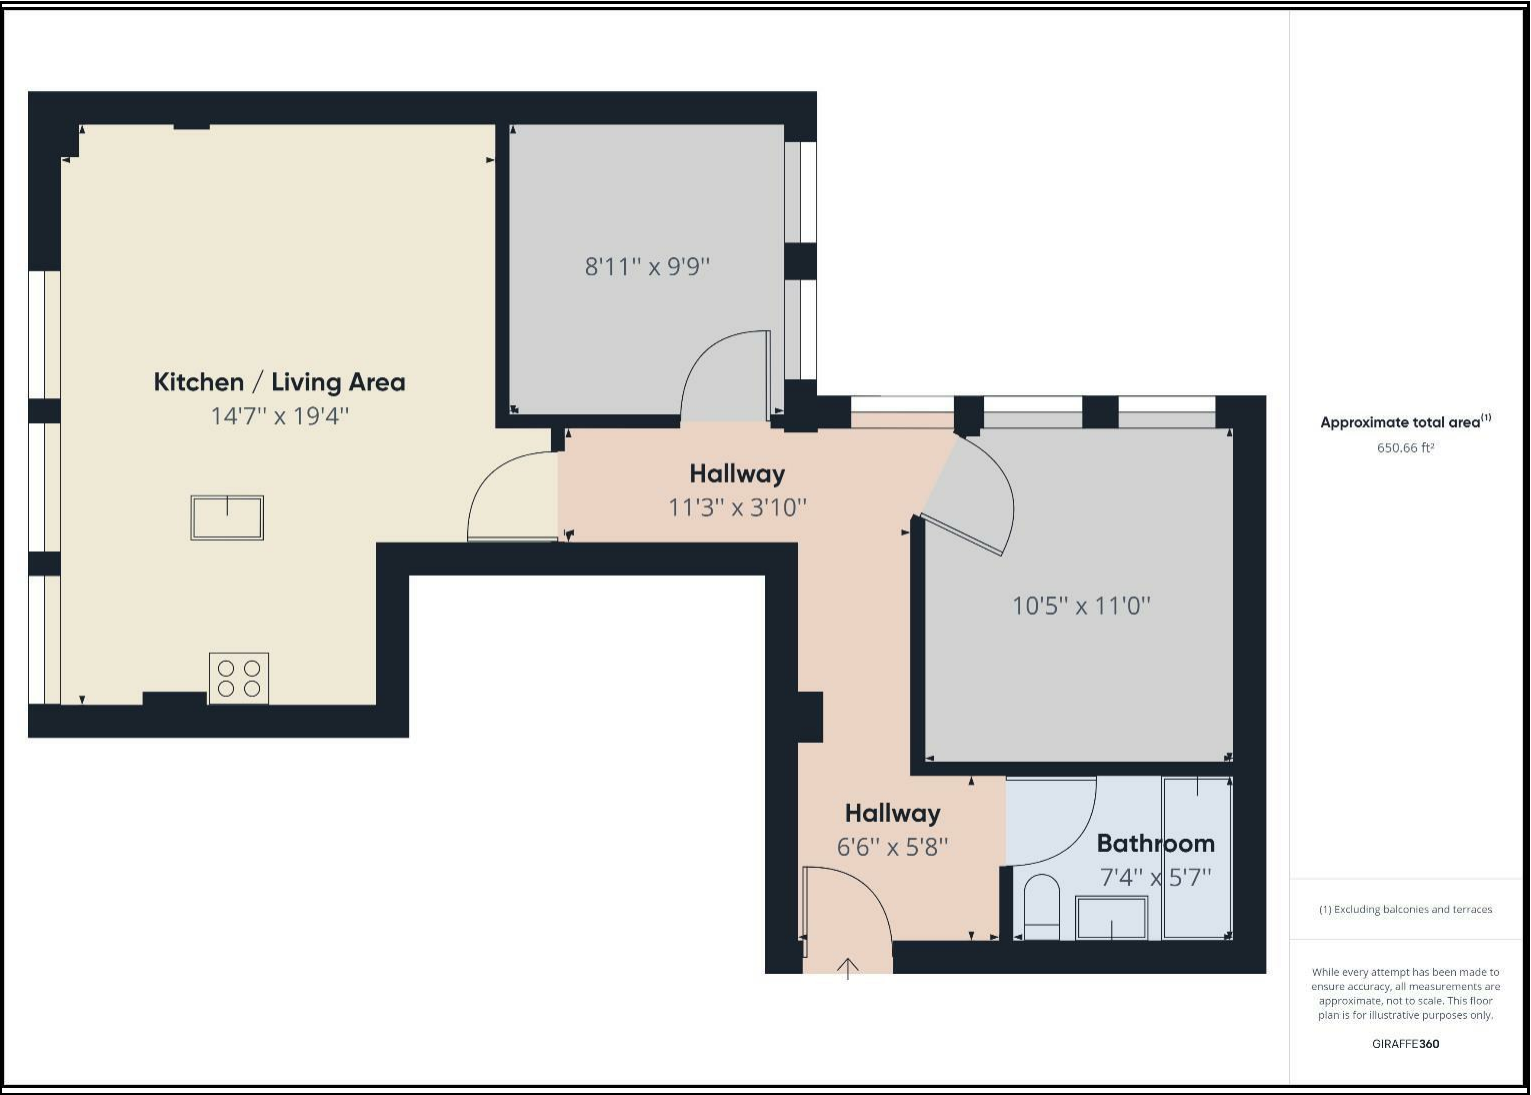 8'11" x 9'9"
Kitchen / Living Area
14'7" x 19'4"
Hallway
11'3" x 3'10"
10'5" x 11'0"
Hallway
6'6" x 5'8"
Bathroom
7'4" x 5'7"
Approximate total area(1)
650.66 ft²
(1) Excluding balconies and terraces
While every attempt has been made to
ensure accuracy, all measurements are
approximate, not to scale. This floor
plan is for illustrative purposes only.
GIRAFFE360